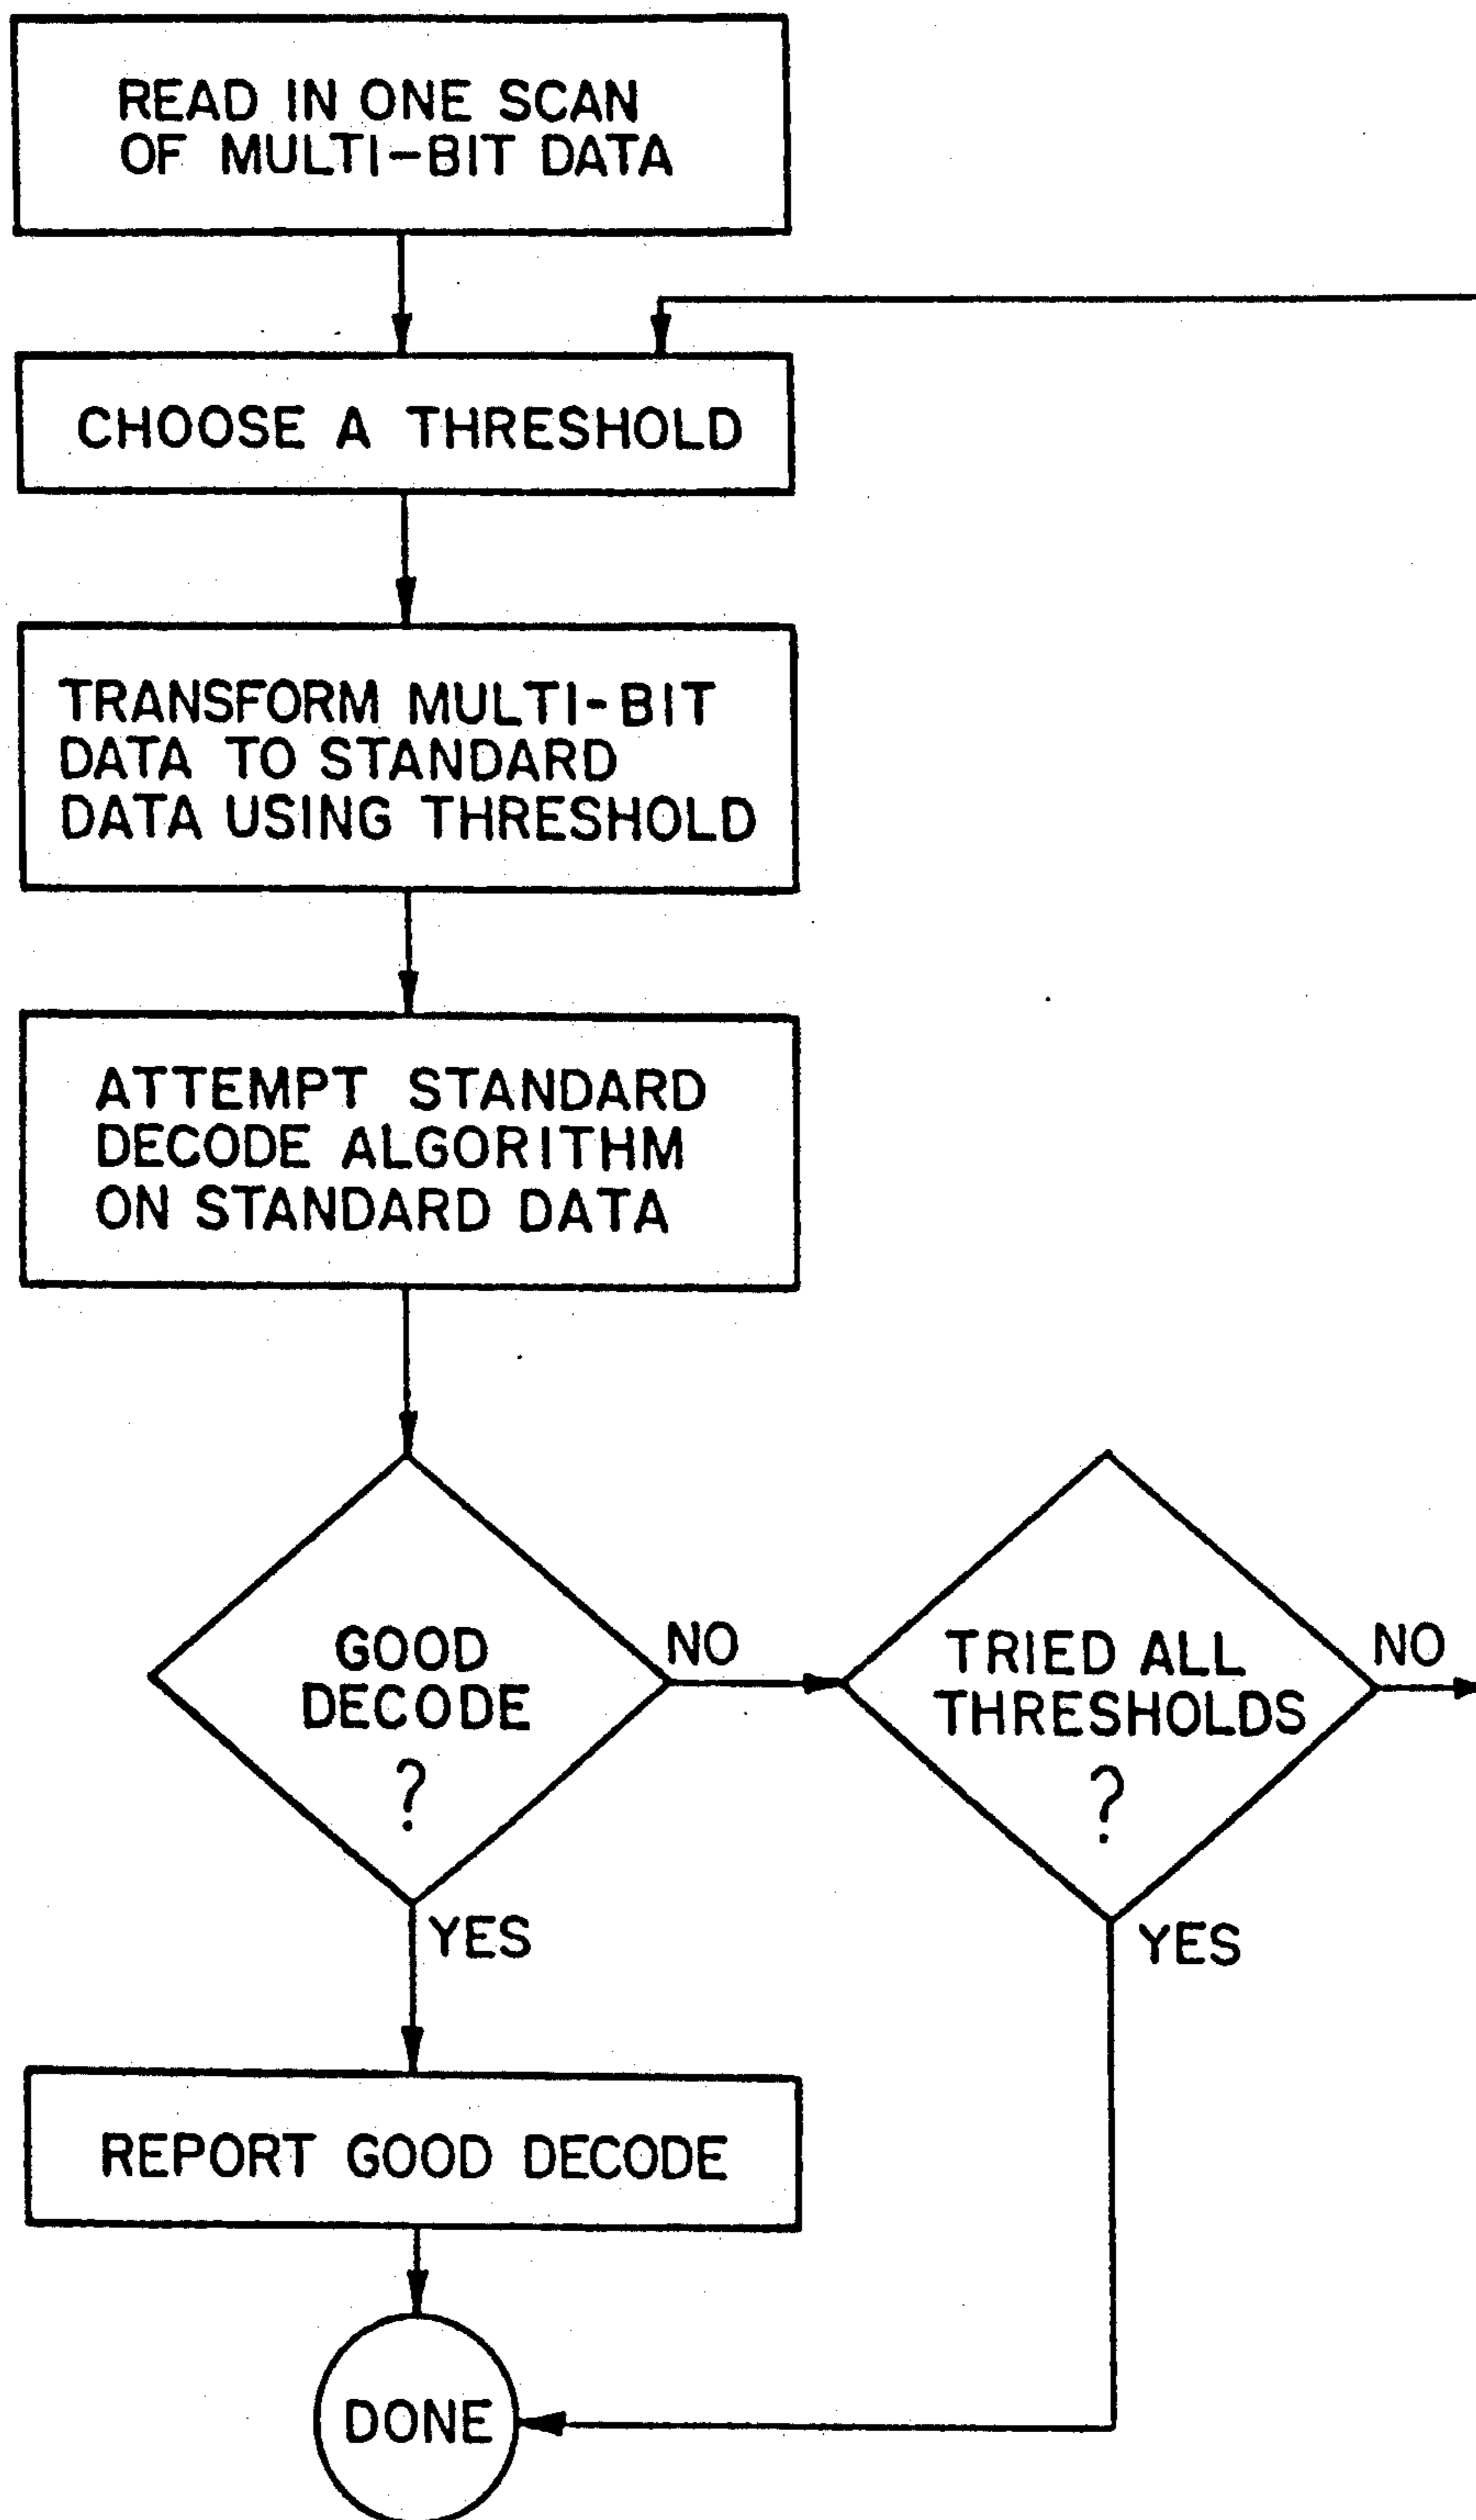 READ IN ONE SCAN
OF MULTI-BIT DATA
CHOOSE A THRESHOLD
TRANSFORM MULTI-BIT
DATA TO STANDARD
DATA USING THRESHOLD
ATTEMPT STANDARD
DECODE ALGORITHM
ON STANDARD DATA
GOOD
DECODE
?
NO
TRIED ALL
THRESHOLDS
?
NO
YES
YES
REPORT GOOD DECODE
DONE